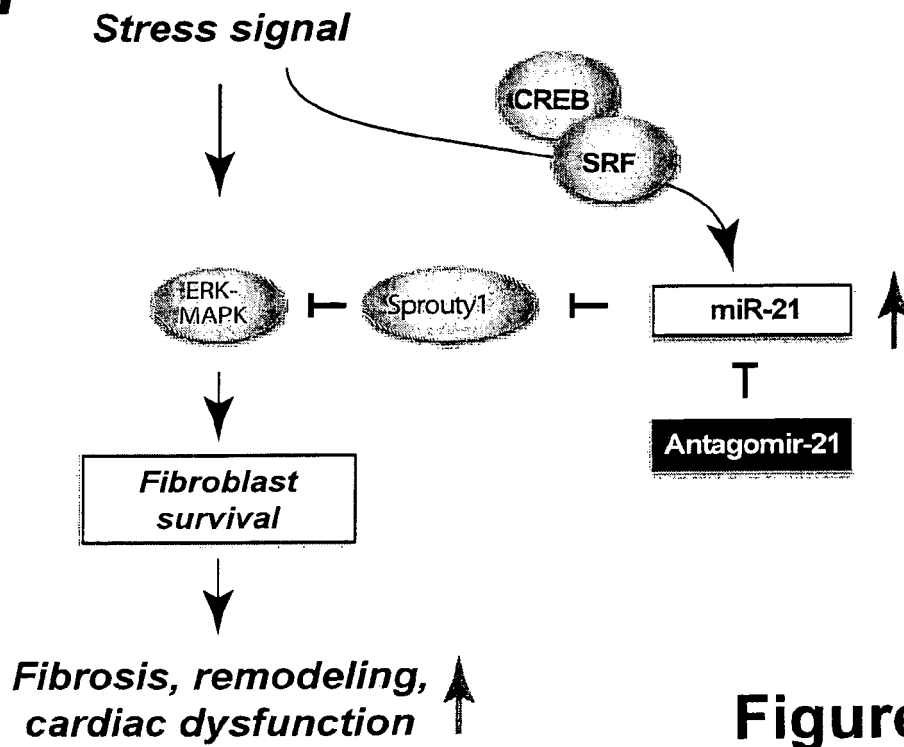 Stress signal
CREB
SRF
ERK-
MAPK
Sprouty1
miR-21
Antagomir-21
Fibroblast
survival
Fibrosis, remodeling,
cardiac dysfunction
Figure